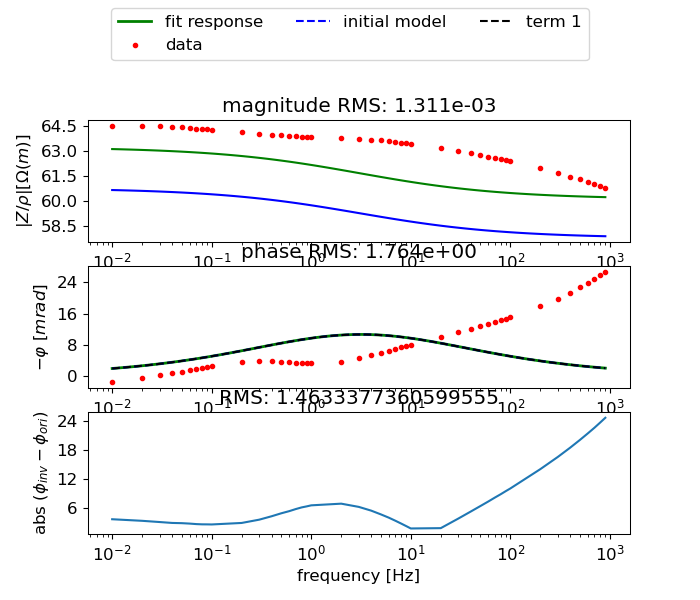 fit response
data
initial model
term 1
magnitude RMS: 1.311e-03
|Z/ρ|[Ω(m)]
64.5
63.0
61.5
60.0
58.5
10⁻² 10⁻¹ 10⁰ 10¹ 10² 10³
phase RMS: 1.764e+00
−φ [mrad]
24
16
8
0
10⁻² 10⁻¹ 10⁰ 10¹ 10² 10³
RMS: 1.4633377360599555
abs (ϕinv − ϕori)
24
18
12
6
10⁻² 10⁻¹ 10⁰ 10¹ 10² 10³
frequency [Hz]